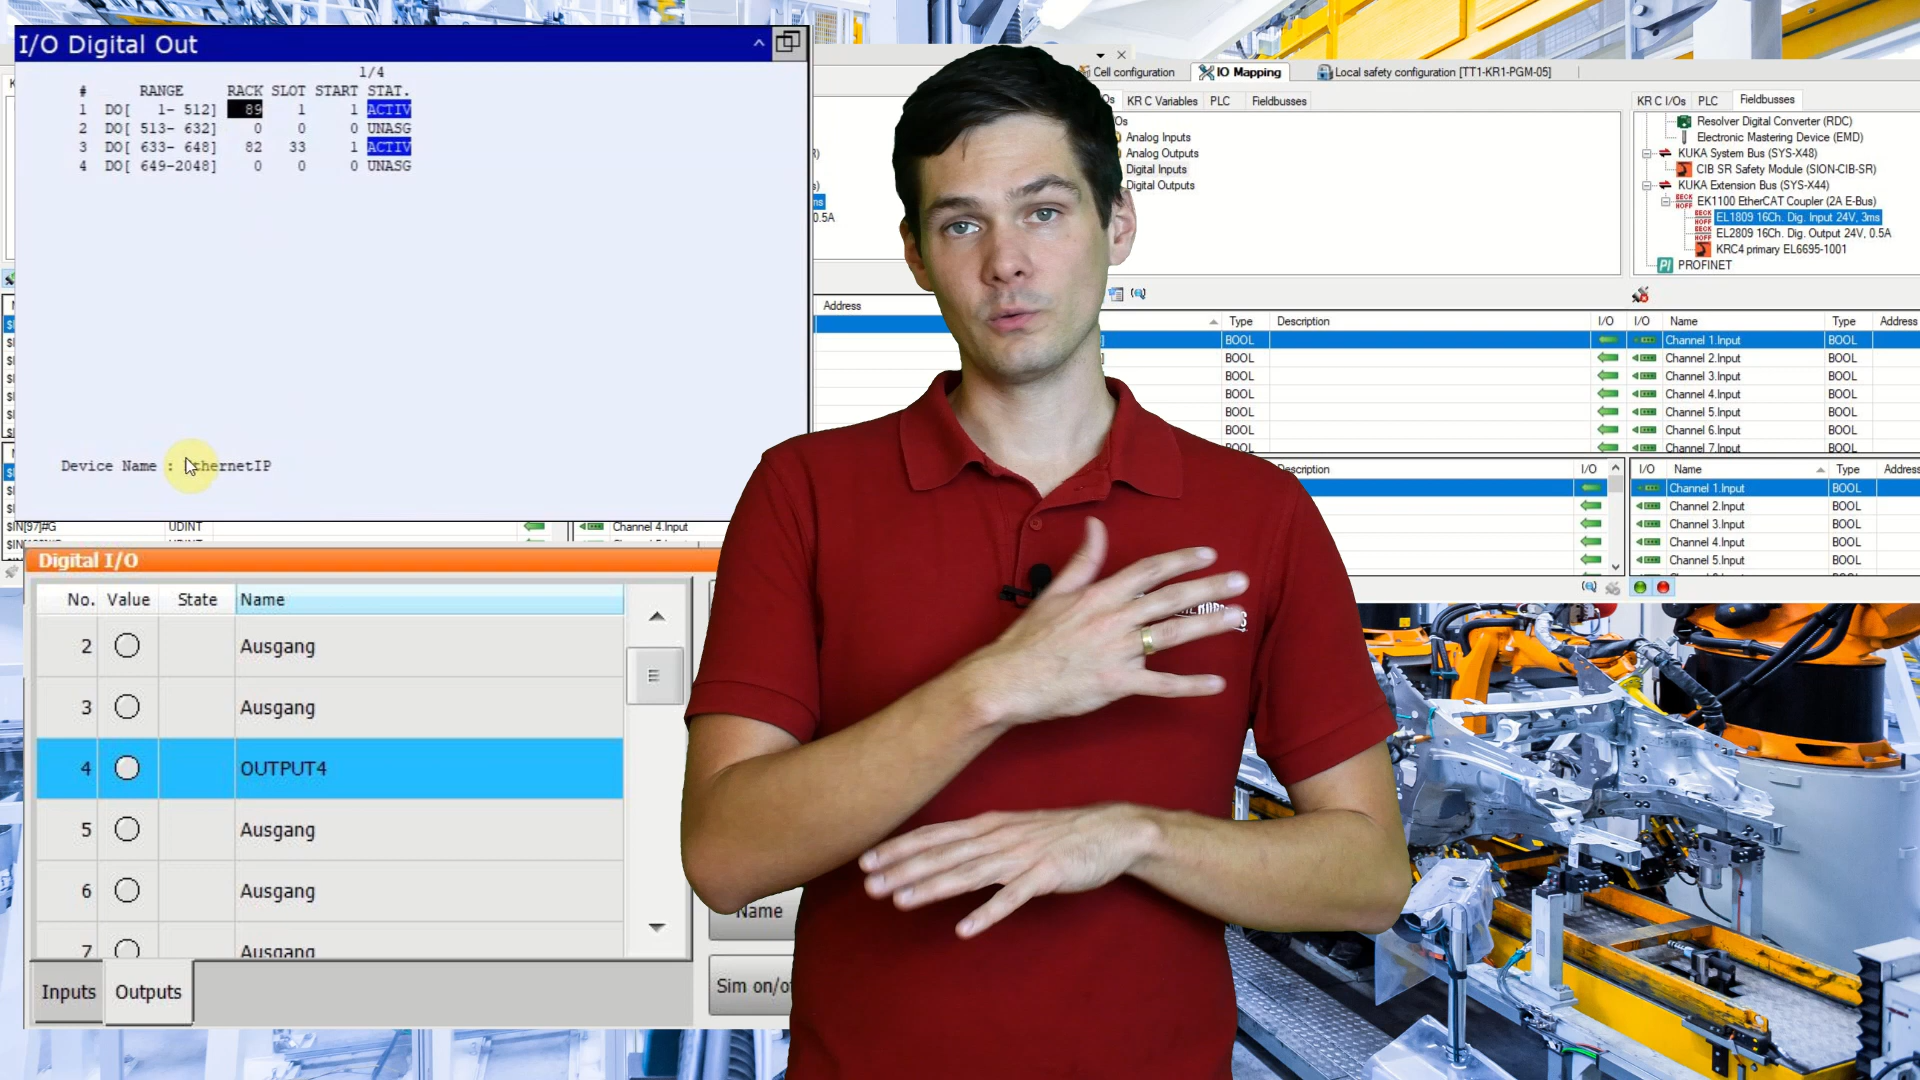 I/O Digital Out
1/4
# RANGE RACK SLOT START STAT.
1 DO[ 1- 512] 89 1 1 ACTIV
2 DO[ 513- 632] 0 0 0 UNASG
3 DO[ 633- 648] 82 33 1 ACTIV
4 DO[ 649-2048] 0 0 0 UNASG
Device Name : EthernetIP
$IN[97]#G UDINT Channel 4.Input
Digital I/O
No. Value State Name
2 Ausgang
3 Ausgang
4 OUTPUT4
5 Ausgang
6 Ausgang
7 Ausgang
Inputs Outputs
Name
Sim on/o
0.5A
Address
Cell configuration IO Mapping Local safety configuration [TT1-KR1-PGM-05]
KR C Variables PLC Fieldbusses
Analog Inputs
Analog Outputs
Digital Inputs
Digital Outputs
KR C I/Os PLC Fieldbusses
Resolver Digital Converter (RDC)
Electronic Mastering Device (EMD)
KUKA System Bus (SYS-X48)
CIB SR Safety Module (SION-CIB-SR)
KUKA Extension Bus (SYS-X44)
EK1100 EtherCAT Coupler (2A E-Bus)
EL1809 16Ch. Dig. Input 24V, 3ms
EL2809 16Ch. Dig. Output 24V, 0.5A
KRC4 primary EL6695-1001
PROFINET
Type Description I/O I/O Name Type Address
BOOL Channel 1.Input BOOL
BOOL Channel 2.Input BOOL
BOOL Channel 3.Input BOOL
BOOL Channel 4.Input BOOL
BOOL Channel 5.Input BOOL
BOOL Channel 6.Input BOOL
BOOL Channel 7.Input BOOL
Description I/O I/O Name Type Address
Channel 1.Input BOOL
Channel 2.Input BOOL
Channel 3.Input BOOL
Channel 4.Input BOOL
Channel 5.Input BOOL